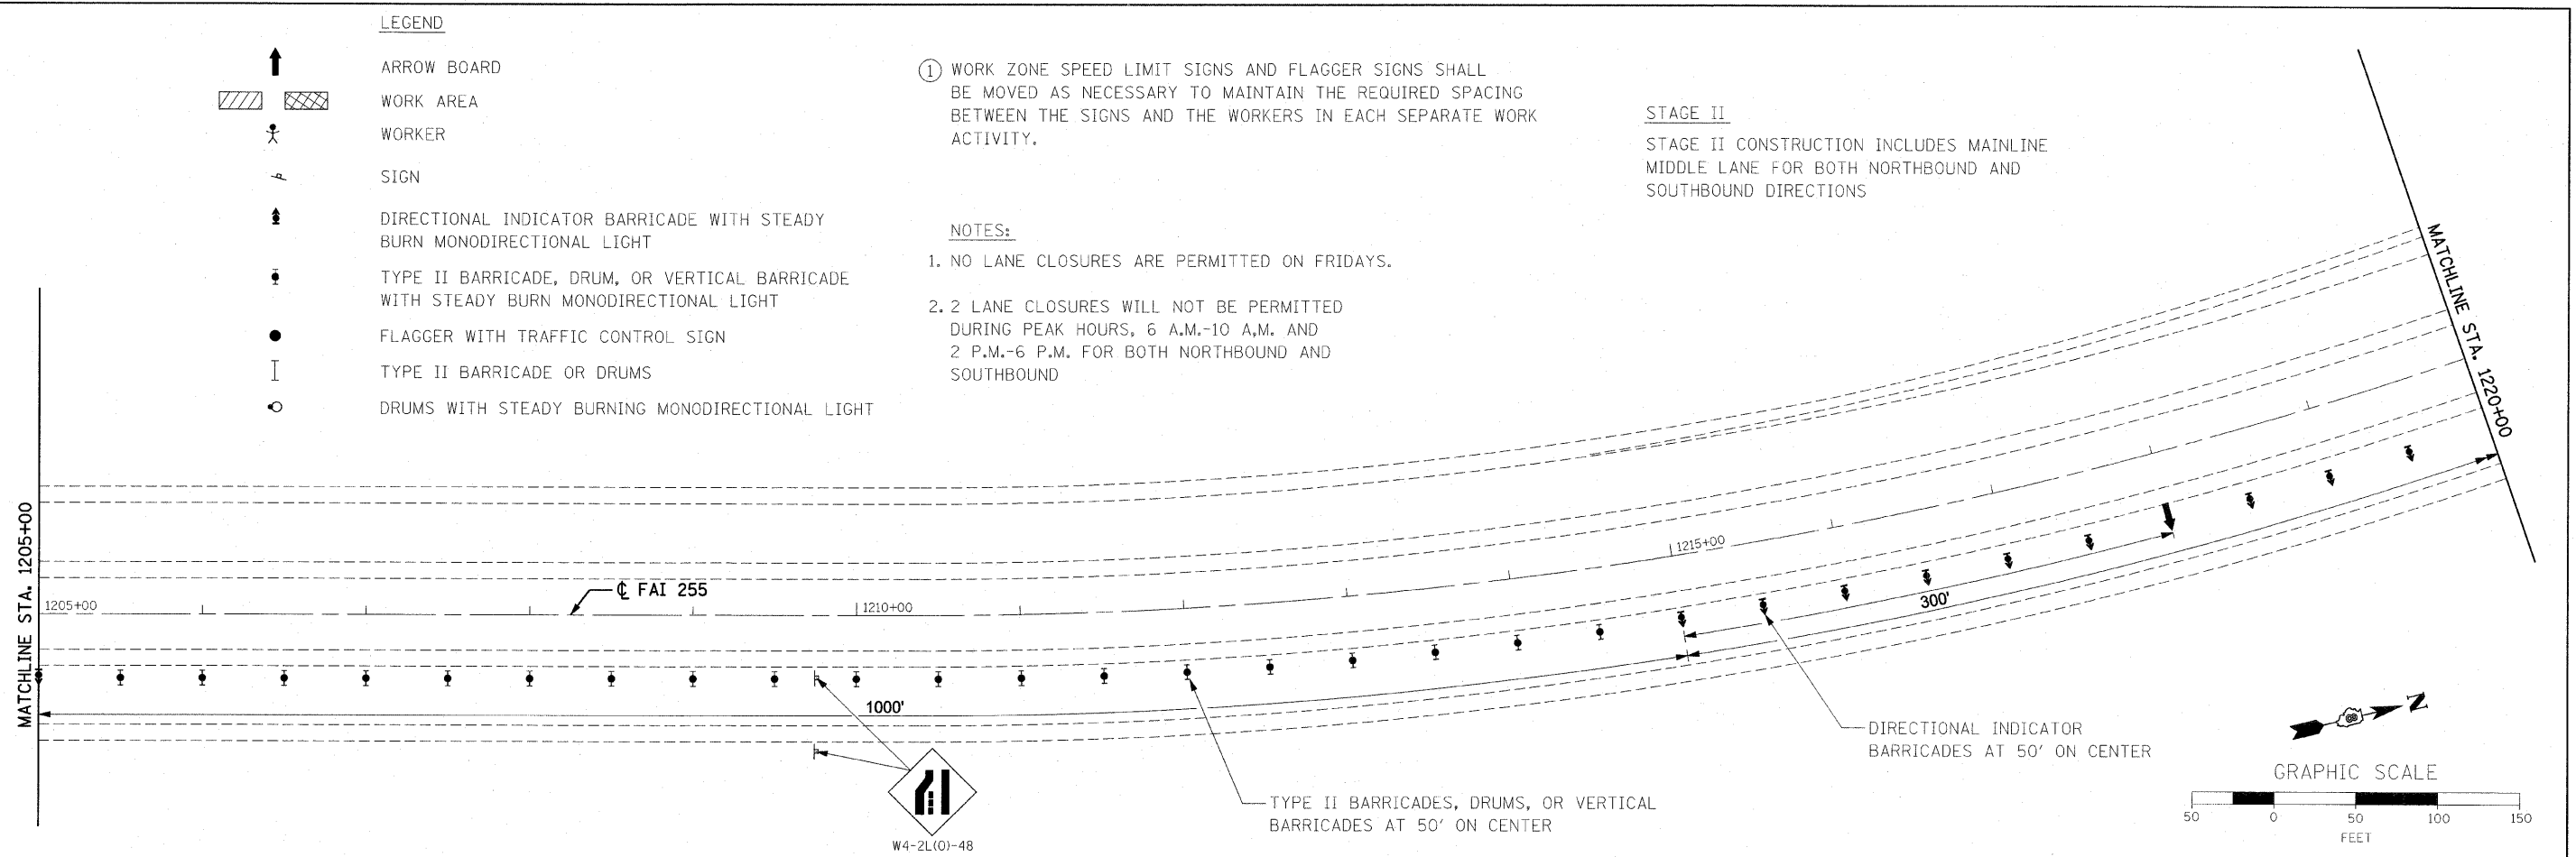 LEGEND
ARROW BOARD
WORK AREA
WORKER
SIGN
DIRECTIONAL INDICATOR BARRICADE WITH STEADY
BURN MONODIRECTIONAL LIGHT
TYPE II BARRICADE, DRUM, OR VERTICAL BARRICADE
WITH STEADY BURN MONODIRECTIONAL LIGHT
FLAGGER WITH TRAFFIC CONTROL SIGN
TYPE II BARRICADE OR DRUMS
DRUMS WITH STEADY BURNING MONODIRECTIONAL LIGHT
1 WORK ZONE SPEED LIMIT SIGNS AND FLAGGER SIGNS SHALL
BE MOVED AS NECESSARY TO MAINTAIN THE REQUIRED SPACING
BETWEEN THE SIGNS AND THE WORKERS IN EACH SEPARATE WORK
ACTIVITY.
NOTES:
1. NO LANE CLOSURES ARE PERMITTED ON FRIDAYS.
2. 2 LANE CLOSURES WILL NOT BE PERMITTED
DURING PEAK HOURS, 6 A.M.-10 A.M. AND
2 P.M.-6 P.M. FOR BOTH NORTHBOUND AND
SOUTHBOUND
STAGE II
STAGE II CONSTRUCTION INCLUDES MAINLINE
MIDDLE LANE FOR BOTH NORTHBOUND AND
SOUTHBOUND DIRECTIONS
MATCHLINE STA. 1220+00
MATCHLINE STA. 1205+00
1205+00
℄ FAI 255
1210+00
1215+00
300'
1000'
W4-2L(O)-48
TYPE II BARRICADES, DRUMS, OR VERTICAL
BARRICADES AT 50' ON CENTER
DIRECTIONAL INDICATOR
BARRICADES AT 50' ON CENTER
N
GRAPHIC SCALE
50 0 50 100 150
FEET